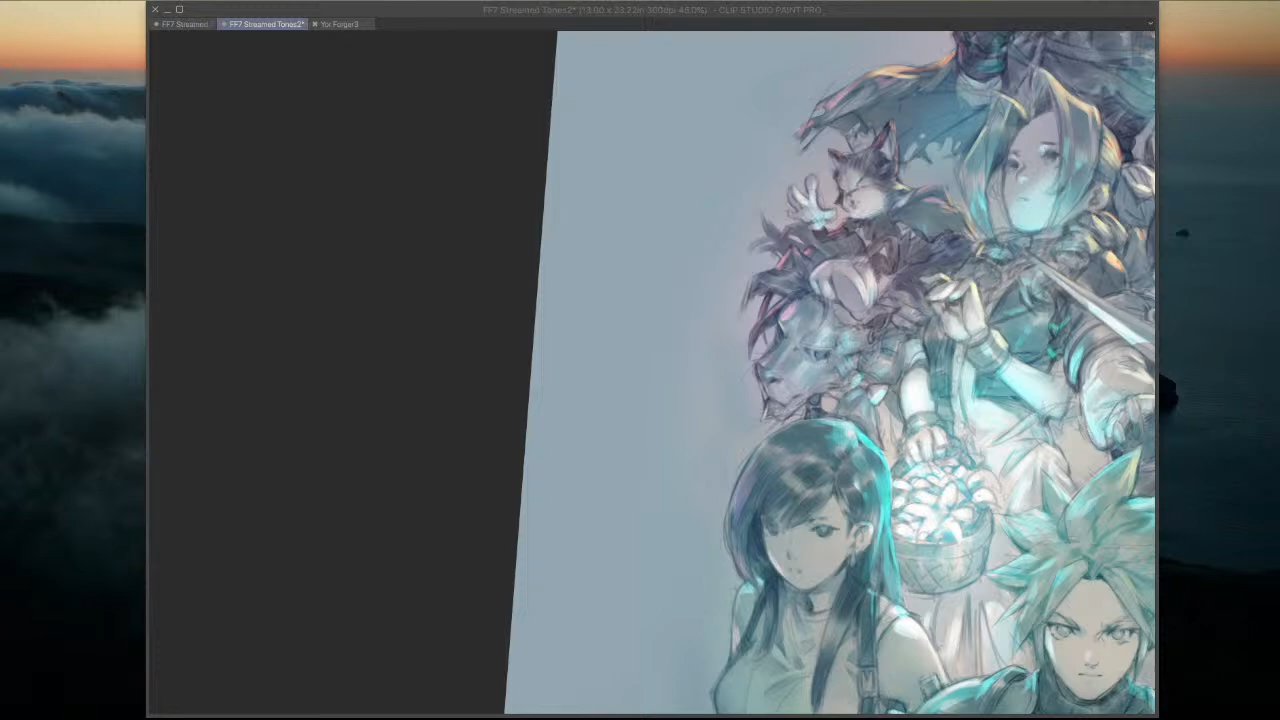 FF7 Streamed Tones2* (13.00 x 23.22in 300dpi 45.0%) - CLIP STUDIO PAINT PRO
FF7 Streamed FF7 Streamed Tones2* Yor Forger3